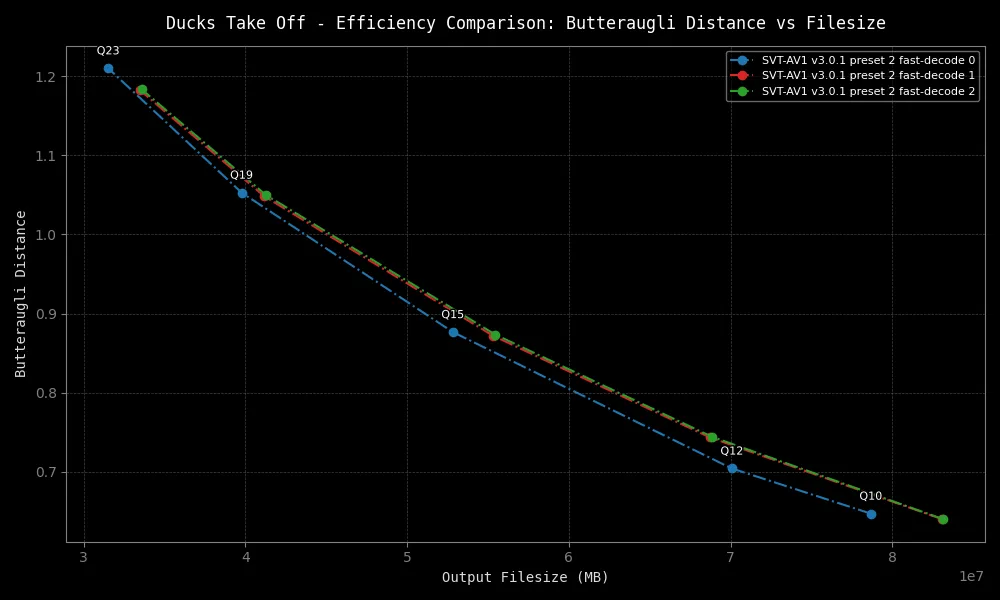 Ducks Take Off - Efficiency Comparison: Butteraugli Distance vs Filesize
SVT-AV1 v3.0.1 preset 2 fast-decode 0
SVT-AV1 v3.0.1 preset 2 fast-decode 1
SVT-AV1 v3.0.1 preset 2 fast-decode 2
Q23
Q19
Q15
Q12
Q10
Butteraugli Distance
1.2
1.1
1.0
0.9
0.8
0.7
3 4 5 6 7 8
1e7
Output Filesize (MB)